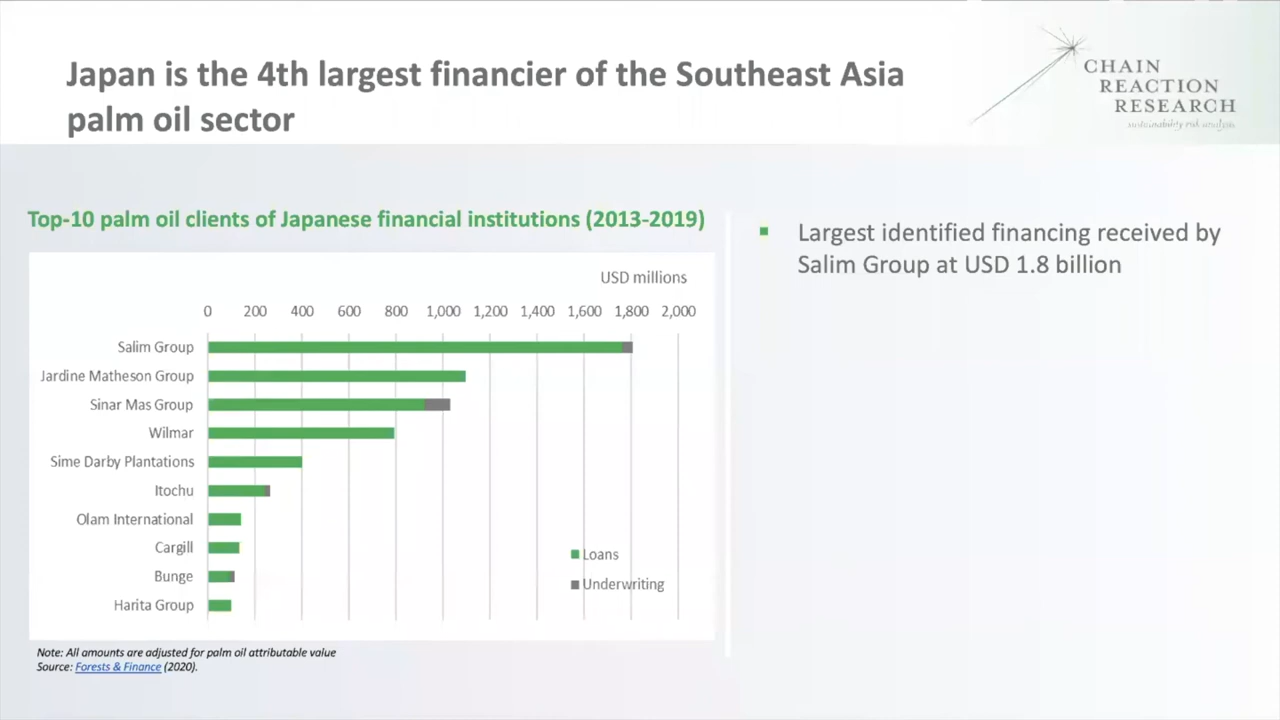 Japan is the 4th largest financier of the Southeast Asia
palm oil sector
CHAIN
REACTION
RESEARCH
sustainability risk analysis
Top-10 palm oil clients of Japanese financial institutions (2013-2019)
USD millions
0 200 400 600 800 1,000 1,200 1,400 1,600 1,800 2,000
Salim Group
Jardine Matheson Group
Sinar Mas Group
Wilmar
Sime Darby Plantations
Itochu
Olam International
Cargill
Bunge
Harita Group
Loans
Underwriting
Note: All amounts are adjusted for palm oil attributable value
Source: Forests & Finance (2020).
▪ Largest identified financing received by
Salim Group at USD 1.8 billion